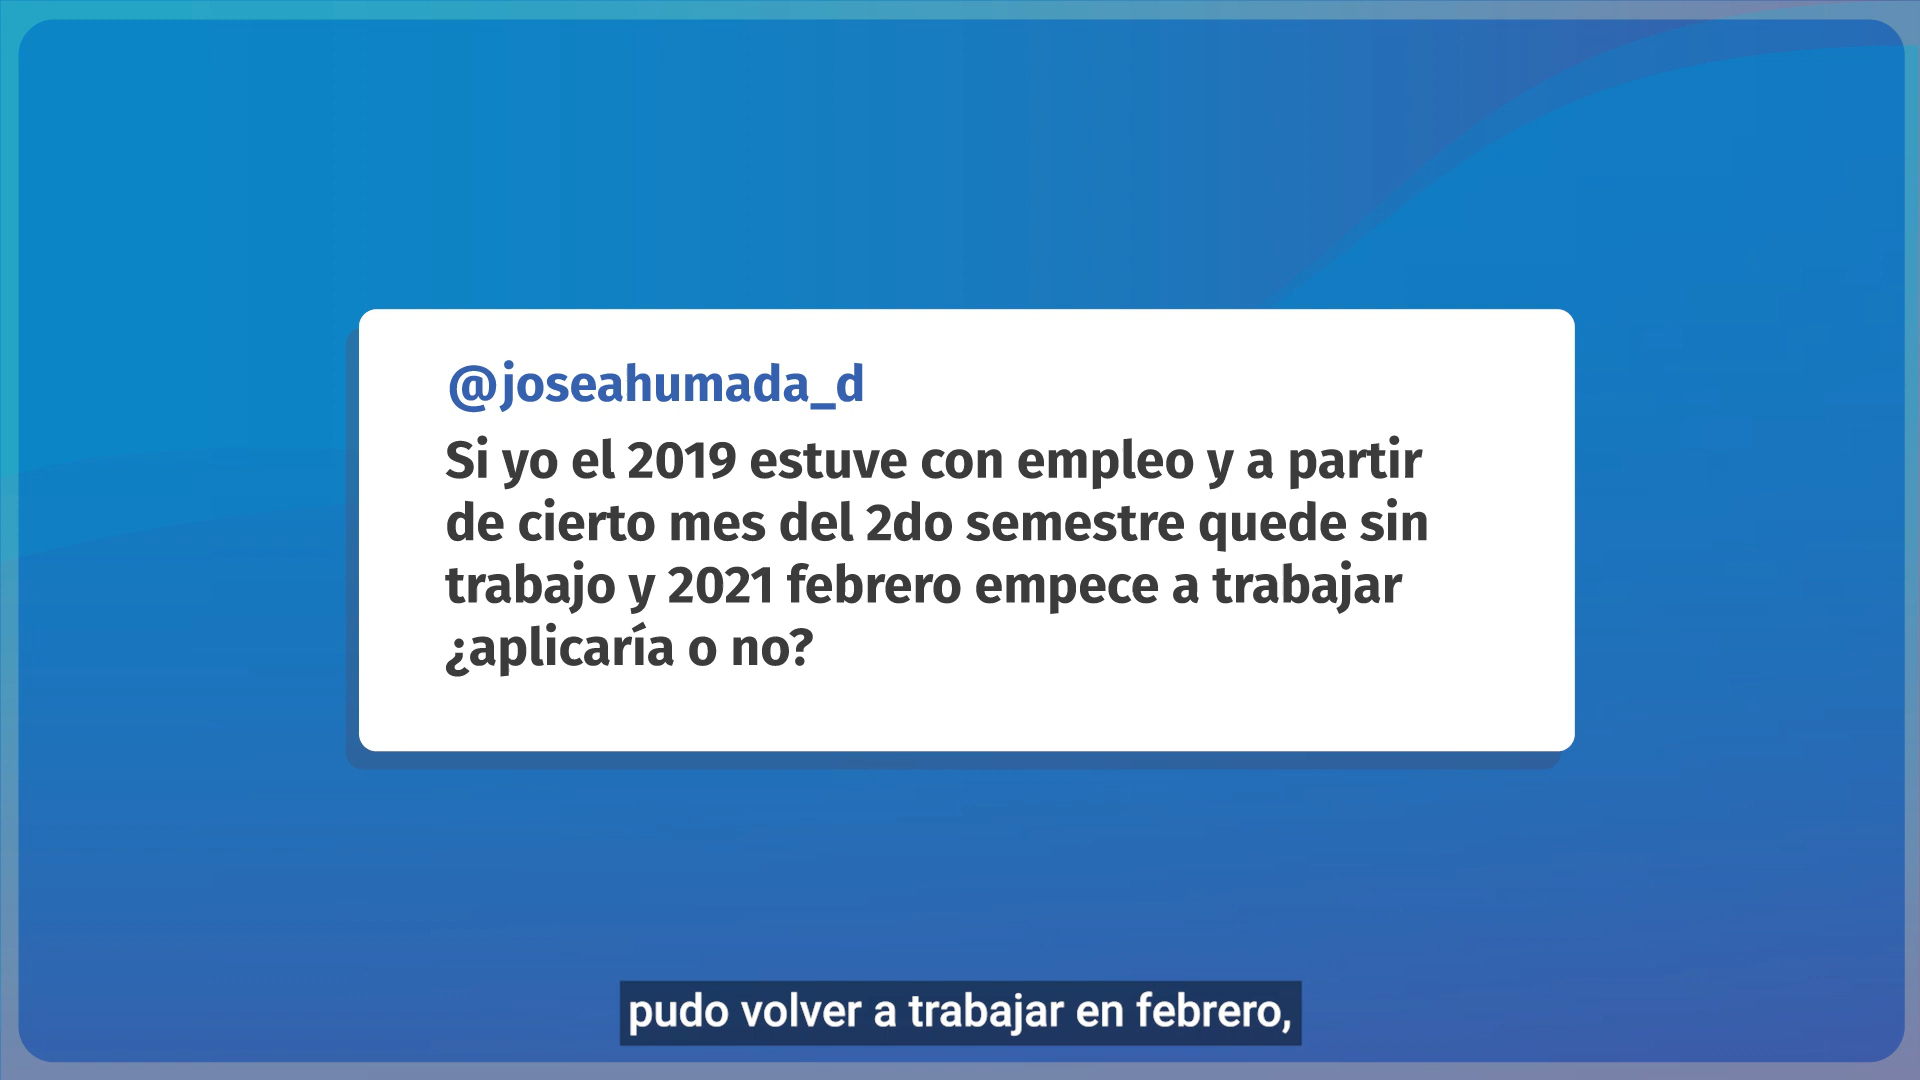 @joseahumada_d
Si yo el 2019 estuve con empleo y a partir
de cierto mes del 2do semestre quede sin
trabajo y 2021 febrero empece a trabajar
¿aplicaría o no?
pudo volver a trabajar en febrero,